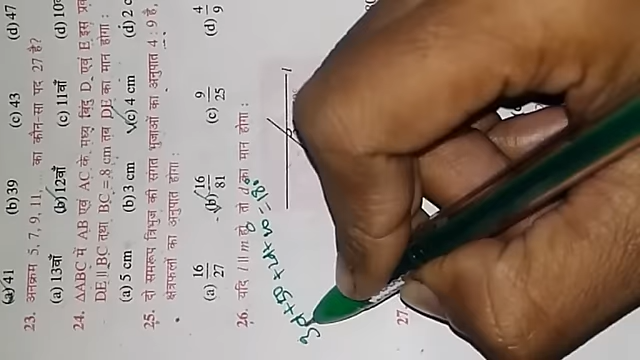 (a) 41 (b) 39 (c) 43 (d) 47
23. अनुक्रम 5, 7, 9, 11, का कौन-सा पद 27 है?
(a) 13वाँ (b) 12वाँ (c) 11वाँ (d) 10
24. ΔABC में AB एवं AC के मध्य बिंदु D एवं E इस
DE || BC तथा BC = 8 cm तब DE का मान होगा :
(a) 5 cm (b) 3 cm (c) 4 cm (d) 2 c
25. दो समरूप त्रिभुज की संगत भुजाओं का अनुपात 4 : 9 है,
क्षेत्रफलों का अनुपात होगा :
(a) 16/27 (b) 16/81 (c) 9/25 (d) 4/9
26. यदि l || m हो, तो d का मान होगा :
l
27.